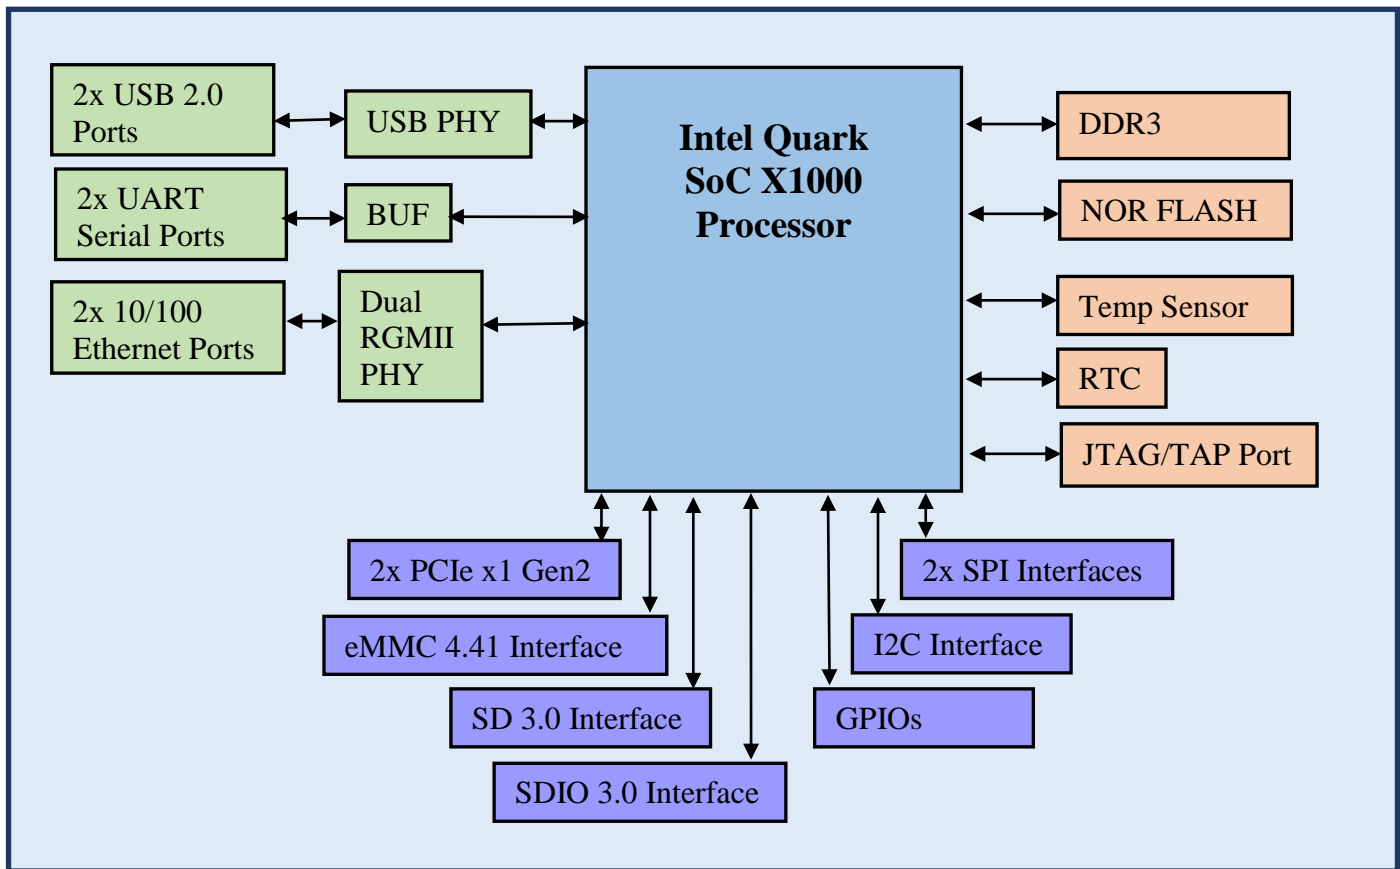 2x USB 2.0
Ports
USB PHY
2x UART
Serial Ports
BUF
2x 10/100
Ethernet Ports
Dual
RGMII
PHY
Intel Quark
SoC X1000
Processor
DDR3
NOR FLASH
Temp Sensor
RTC
JTAG/TAP Port
2x PCIe x1 Gen2
eMMC 4.41 Interface
SD 3.0 Interface
SDIO 3.0 Interface
2x SPI Interfaces
I2C Interface
GPIOs